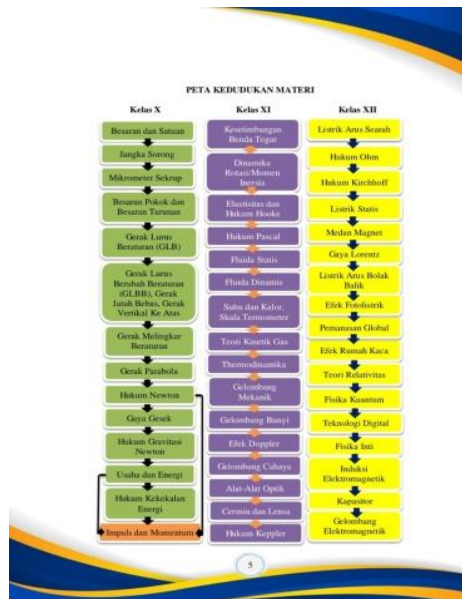 PETA KEDUDUKAN MATERI
Kelas X
Besaran dan Satuan
Jangka Sorong
Mikrometer Sekrup
Besaran Pokok dan
Besaran Turunan
Gerak Lurus
Beraturan (GLB)
Gerak Lurus
Berubah Beraturan
(GLBB), Gerak
Jatuh Bebas, Gerak
Vertikal Ke Atas
Gerak Melingkar
Beraturan
Gerak Parabola
Hukum Newton
Gaya Gesek
Hukum Gravitasi
Newton
Usaha dan Energi
Hukum Kekekalan
Energi
Impuls dan Momentum
Kelas XI
Kesetimbangan
Benda Tegar
Dinamika
Rotasi/Momen
Inersia
Elastisitas dan
Hukum Hooke
Hukum Pascal
Fluida Statis
Fluida Dinamis
Suhu dan Kalor,
Skala Termometer
Teori Kinetik Gas
Thermodinamika
Gelombang
Mekanik
Gelombang Bunyi
Efek Doppler
Gelombang Cahaya
Alat-Alat Optik
Cermin dan Lensa
Hukum Keppler
Kelas XII
Listrik Arus Searah
Hukum Ohm
Hukum Kirchhoff
Listrik Statis
Medan Magnet
Gaya Lorentz
Listrik Arus Bolak
Balik
Efek Fotolistrik
Pemanasan Global
Efek Rumah Kaca
Teori Relativitas
Fisika Kuantum
Teknologi Digital
Fisika Inti
Induksi
Elektromagnetik
Kapasitor
Gelombang
Elektromagnetik
5